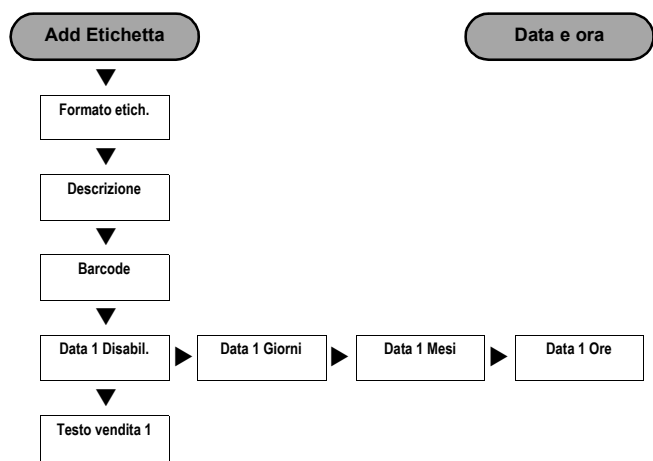 Add Etichetta
Data e ora
Formato etich.
Descrizione
Barcode
Data 1 Disabil.
Data 1 Giorni
Data 1 Mesi
Data 1 Ore
Testo vendita 1